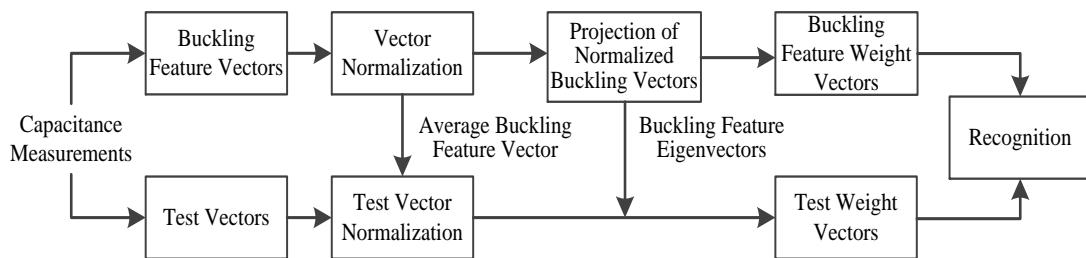 Buckling
Feature Vectors
Vector
Normalization
Projection of
Normalized
Buckling Vectors
Buckling
Feature Weight
Vectors
Capacitance
Measurements
Average Buckling
Feature Vector
Buckling Feature
Eigenvectors
Recognition
Test Vectors
Test Vector
Normalization
Test Weight
Vectors